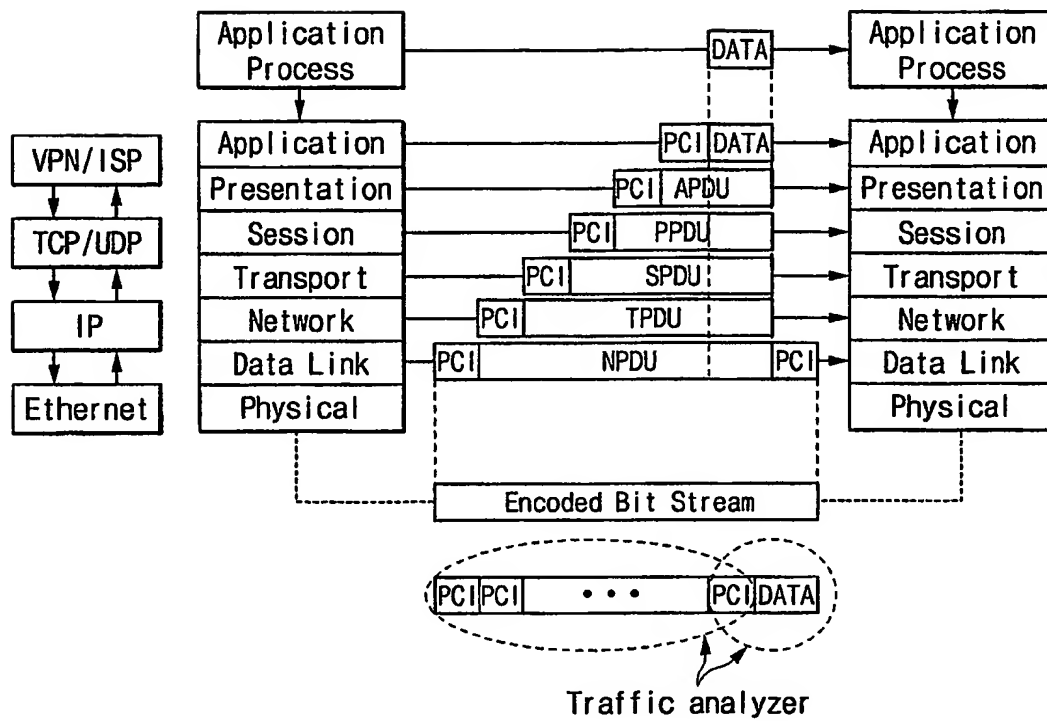 Application
Process
DATA
Application
Process
VPN/ISP
TCP/UDP
IP
Ethernet
Application
PCI DATA
Application
Presentation
PCI APDU
Presentation
Session
PCI PPDU
Session
Transport
PCI SPDU
Transport
Network
PCI TPDU
Network
Data Link
PCI NPDU PCI
Data Link
Physical
Physical
Encoded Bit Stream
PCI PCI ••• PCI DATA
Traffic analyzer